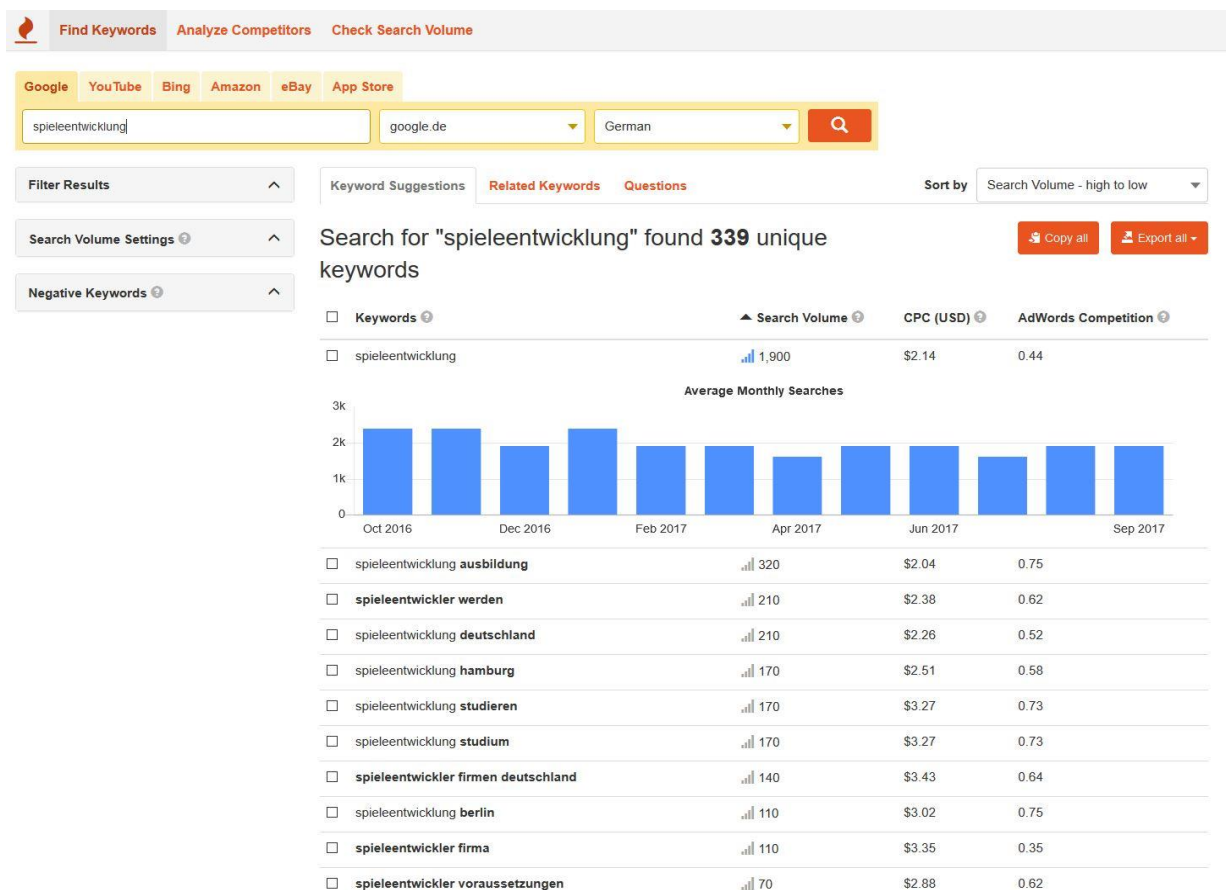 Find Keywords Analyze Competitors Check Search Volume
Google YouTube Bing Amazon eBay App Store
spieleentwicklung google.de German
Filter Results
Search Volume Settings ?
Negative Keywords ?
Keyword Suggestions Related Keywords Questions Sort by Search Volume - high to low
Search for "spieleentwicklung" found 339 unique
keywords
Copy all Export all
Keywords ? Search Volume ? CPC (USD) ? AdWords Competition ?
spieleentwicklung 1,900 $2.14 0.44
Average Monthly Searches
3k
2k
1k
0
Oct 2016 Dec 2016 Feb 2017 Apr 2017 Jun 2017 Sep 2017
spieleentwicklung ausbildung 320 $2.04 0.75
spieleentwickler werden 210 $2.38 0.62
spieleentwicklung deutschland 210 $2.26 0.52
spieleentwicklung hamburg 170 $2.51 0.58
spieleentwicklung studieren 170 $3.27 0.73
spieleentwicklung studium 170 $3.27 0.73
spieleentwickler firmen deutschland 140 $3.43 0.64
spieleentwicklung berlin 110 $3.02 0.75
spieleentwickler firma 110 $3.35 0.35
spieleentwickler voraussetzungen 70 $2.88 0.62